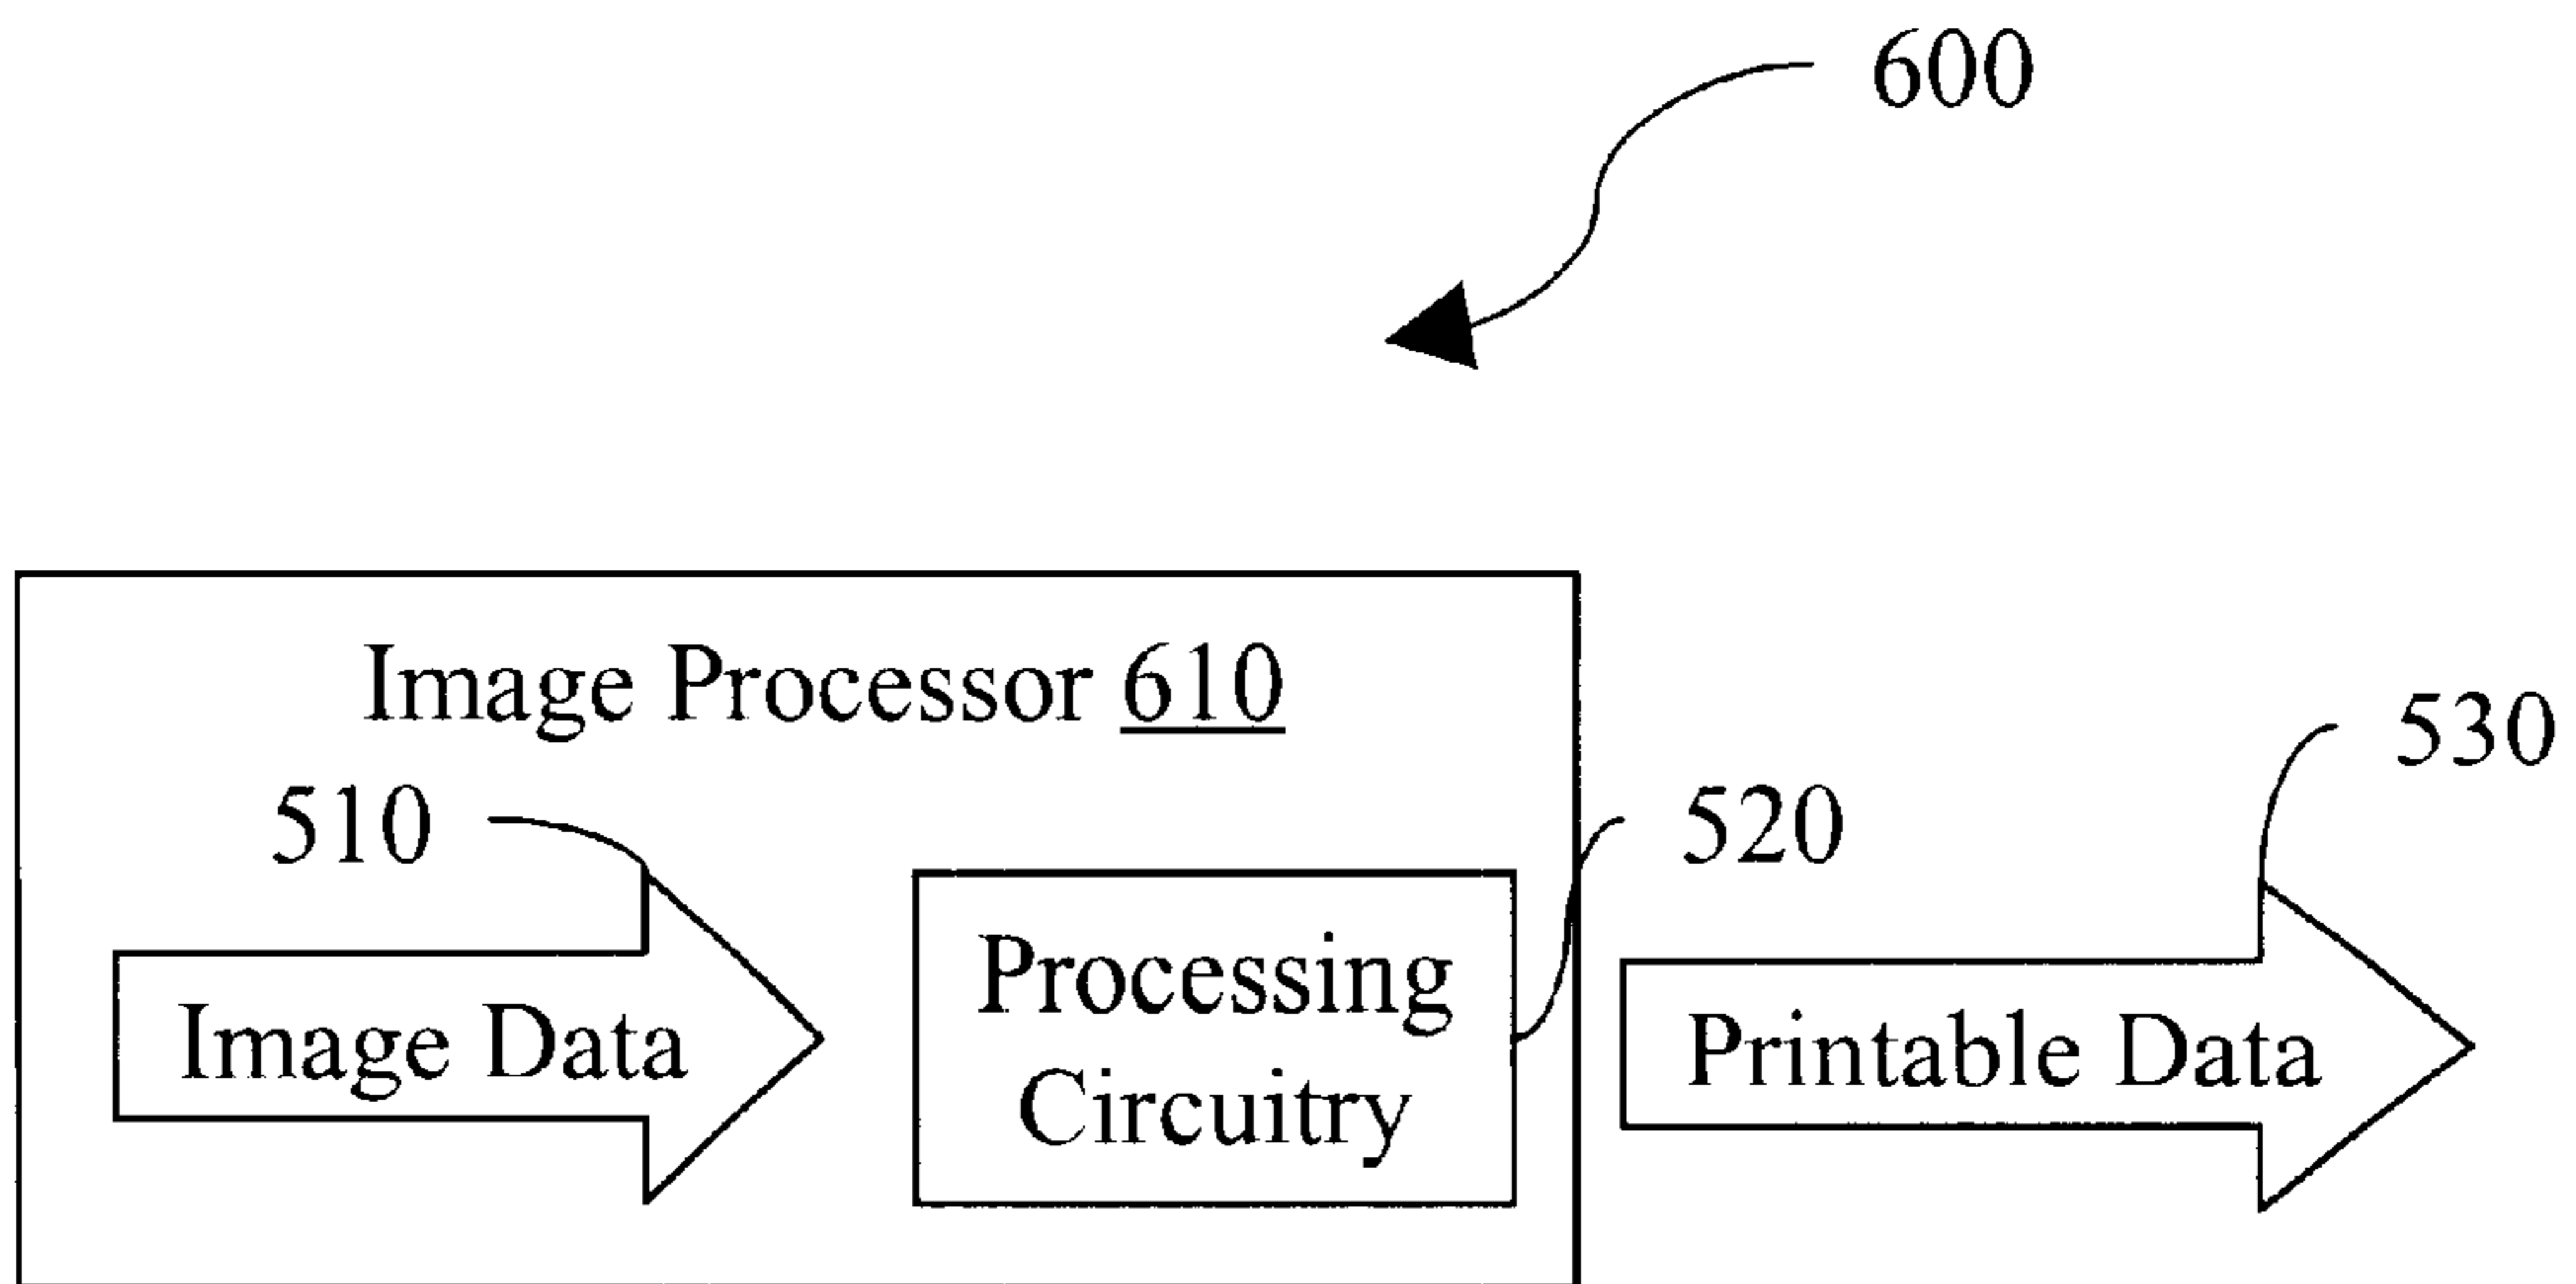 600
Image Processor 610
530
510
520
Processing
Circuitry
Image Data
Printable Data